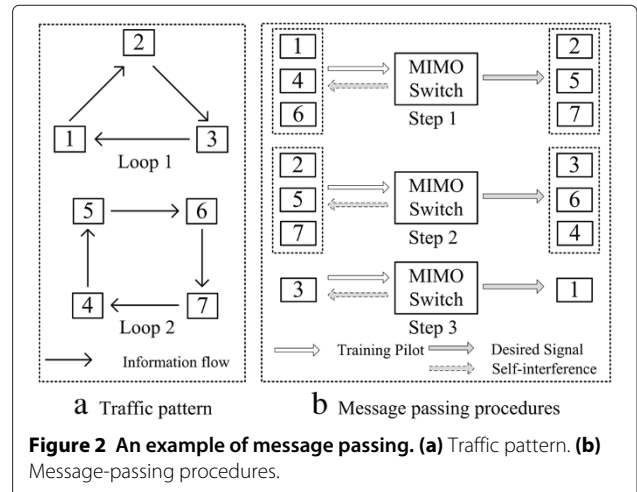 2
1
3
Loop 1
5
6
4
7
Loop 2
Information flow
a Traffic pattern
1
4
6
MIMO
Switch
Step 1
2
5
7
2
5
7
MIMO
Switch
Step 2
3
6
4
3
MIMO
Switch
Step 3
1
Training Pilot
Desired Signal
Self-interference
b Message passing procedures
Figure 2 An example of message passing. (a) Traffic pattern. (b)
Message-passing procedures.